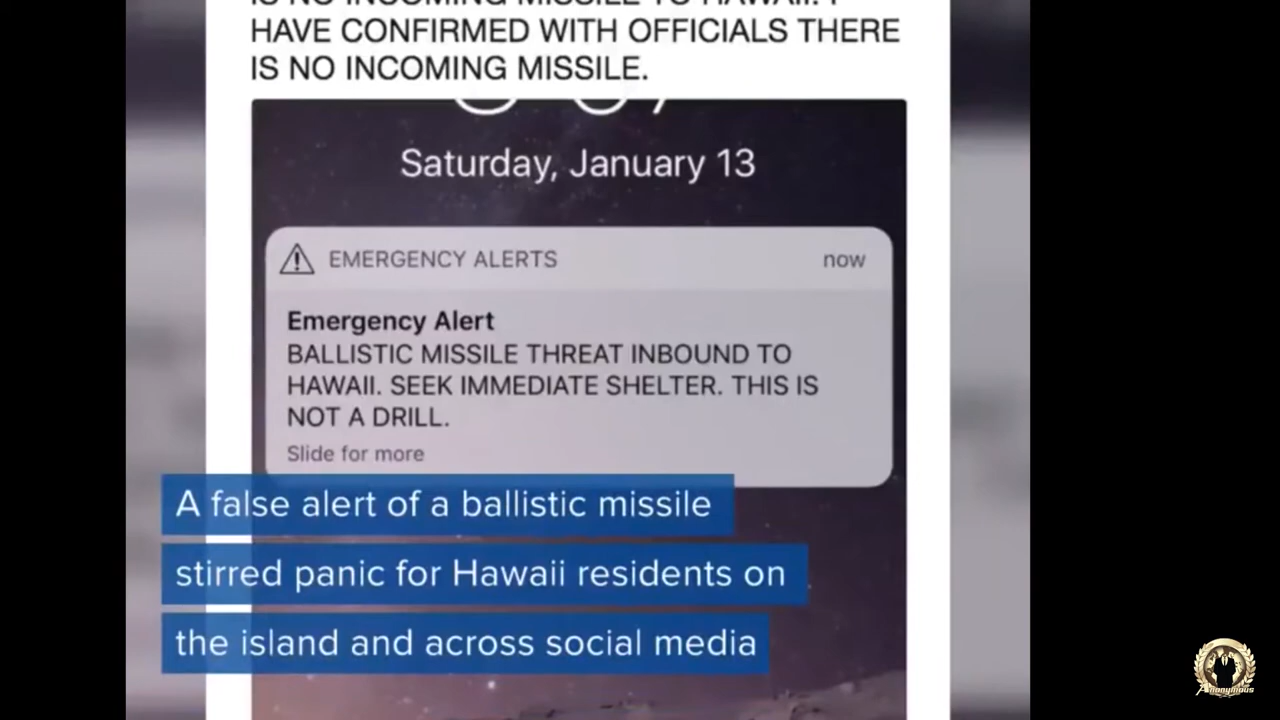 HAVE CONFIRMED WITH OFFICIALS THERE
IS NO INCOMING MISSILE.
Saturday, January 13
EMERGENCY ALERTS now
Emergency Alert
BALLISTIC MISSILE THREAT INBOUND TO
HAWAII. SEEK IMMEDIATE SHELTER. THIS IS
NOT A DRILL.
Slide for more
A false alert of a ballistic missile
stirred panic for Hawaii residents on
the island and across social media
Anonymous